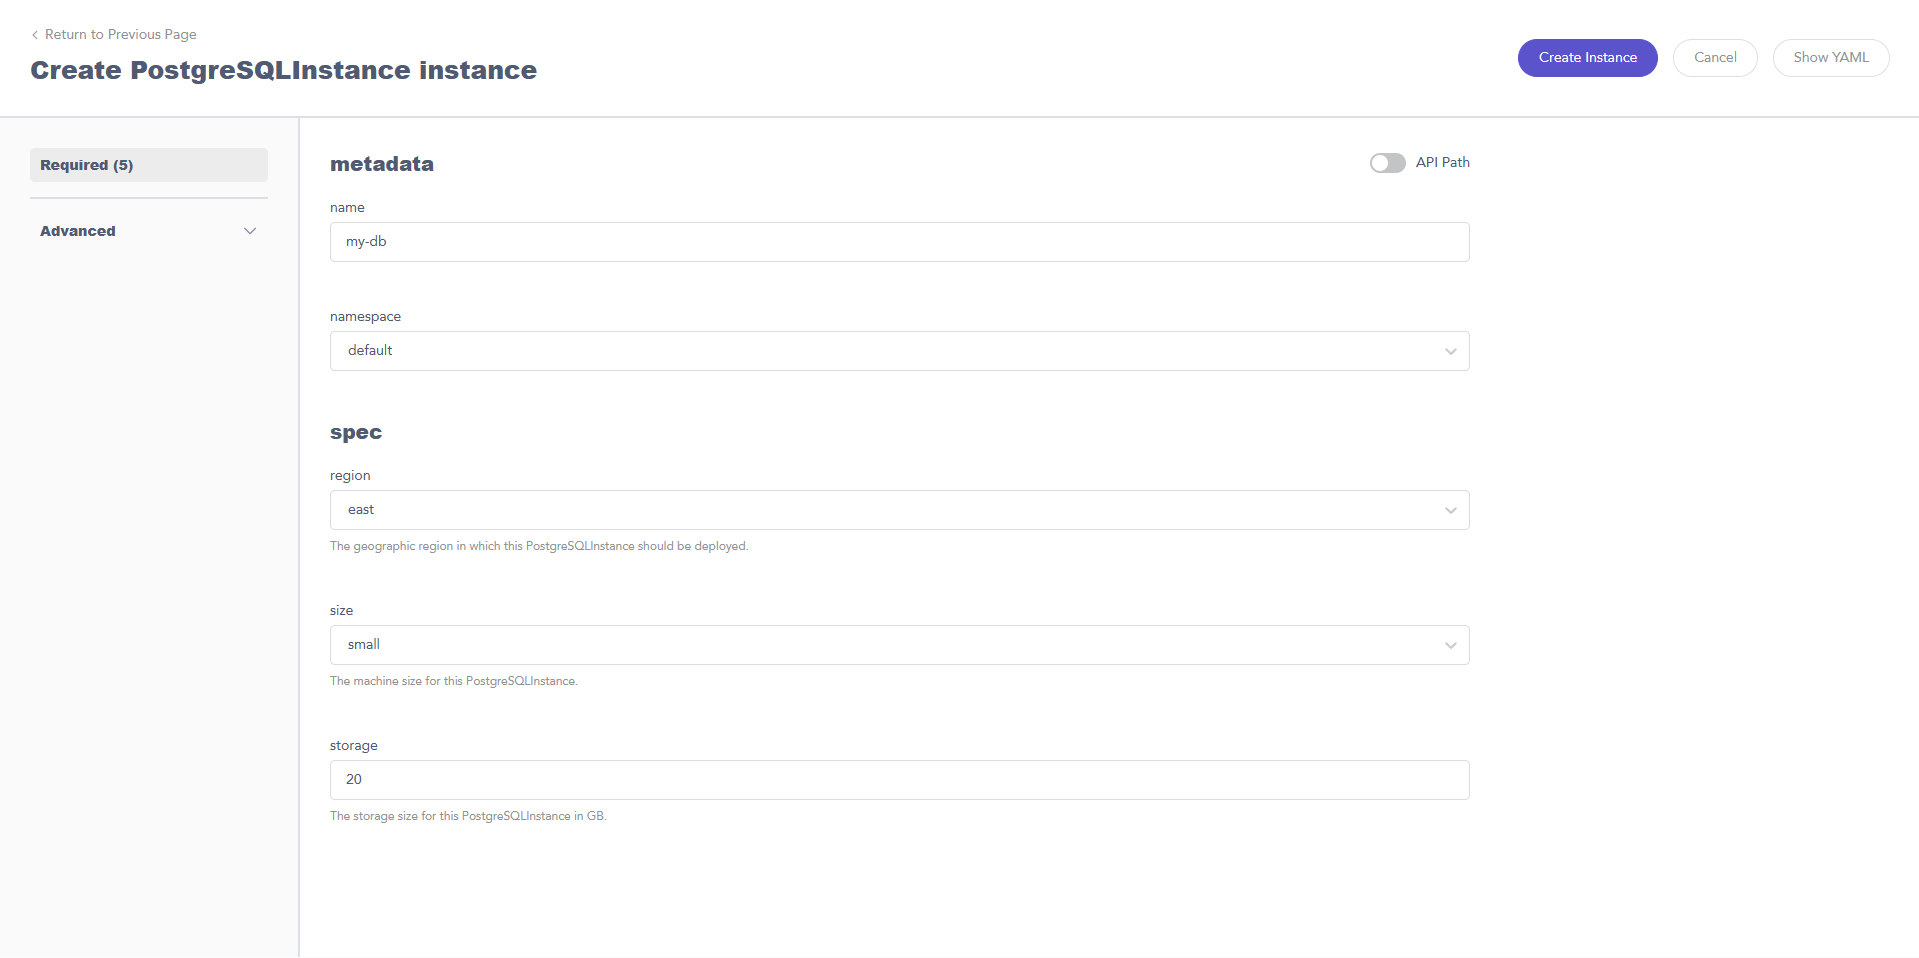 Return to Previous Page
Create PostgreSQLInstance instance
Create Instance
Cancel
Show YAML
Required (5)
Advanced
metadata
API Path
name
my-db
namespace
default
spec
region
east
The geographic region in which this PostgreSQLInstance should be deployed.
size
small
The machine size for this PostgreSQLInstance.
storage
20
The storage size for this PostgreSQLInstance in GB.